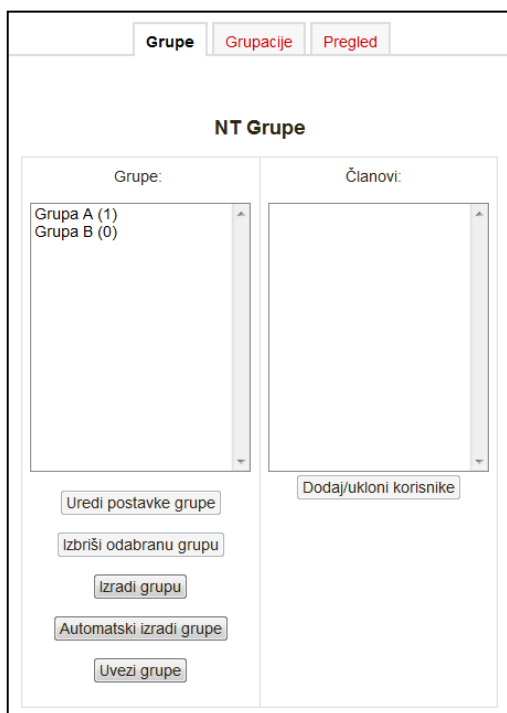 Grupe Grupacije Pregled
NT Grupe
Grupe:
Grupa A (1)
Grupa B (0)
Uredi postavke grupe
Izbriši odabranu grupu
Izradi grupu
Automatski izradi grupe
Uvezi grupe
Članovi:
Dodaj/ukloni korisnike